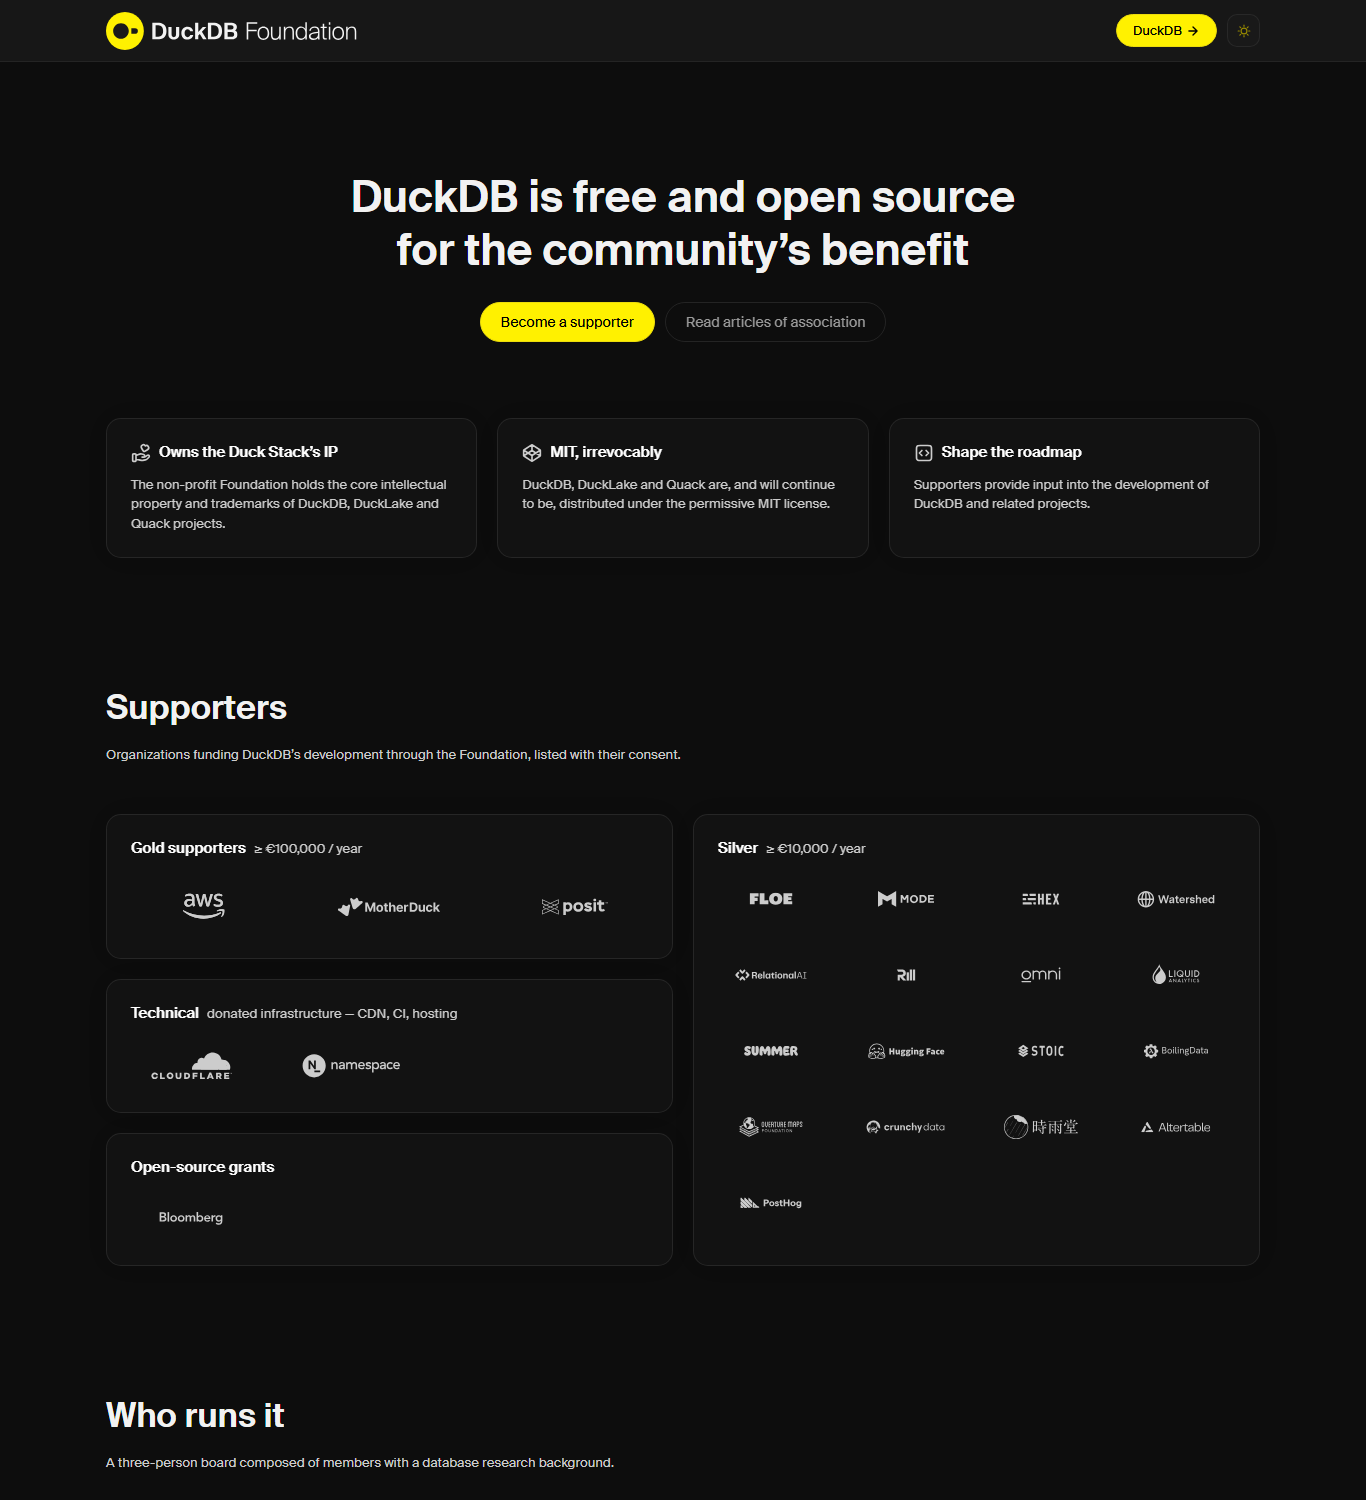 DuckDB Foundation
DuckDB →
DuckDB is free and open source
for the community’s benefit
Become a supporter
Read articles of association
Owns the Duck Stack’s IP
The non-profit Foundation holds the core intellectual
property and trademarks of DuckDB, DuckLake and
Quack projects.
MIT, irrevocably
DuckDB, DuckLake and Quack are, and will continue
to be, distributed under the permissive MIT license.
Shape the roadmap
Supporters provide input into the development of
DuckDB and related projects.
Supporters
Organizations funding DuckDB’s development through the Foundation, listed with their consent.
Gold supporters ≥ €100,000 / year
aws
MotherDuck
posit
Technical donated infrastructure — CDN, CI, hosting
CLOUDFLARE
namespace
Open-source grants
Bloomberg
Silver ≥ €10,000 / year
FLOE
MODE
HEX
Watershed
RelationalAI
Rill
omni
LIQUID
ANALYTICS
SUMMER
Hugging Face
STOIC
BoilingData
OVERTURE MAPS
FOUNDATION
crunchydata
時雨堂
Altertable
PostHog
Who runs it
A three-person board composed of members with a database research background.